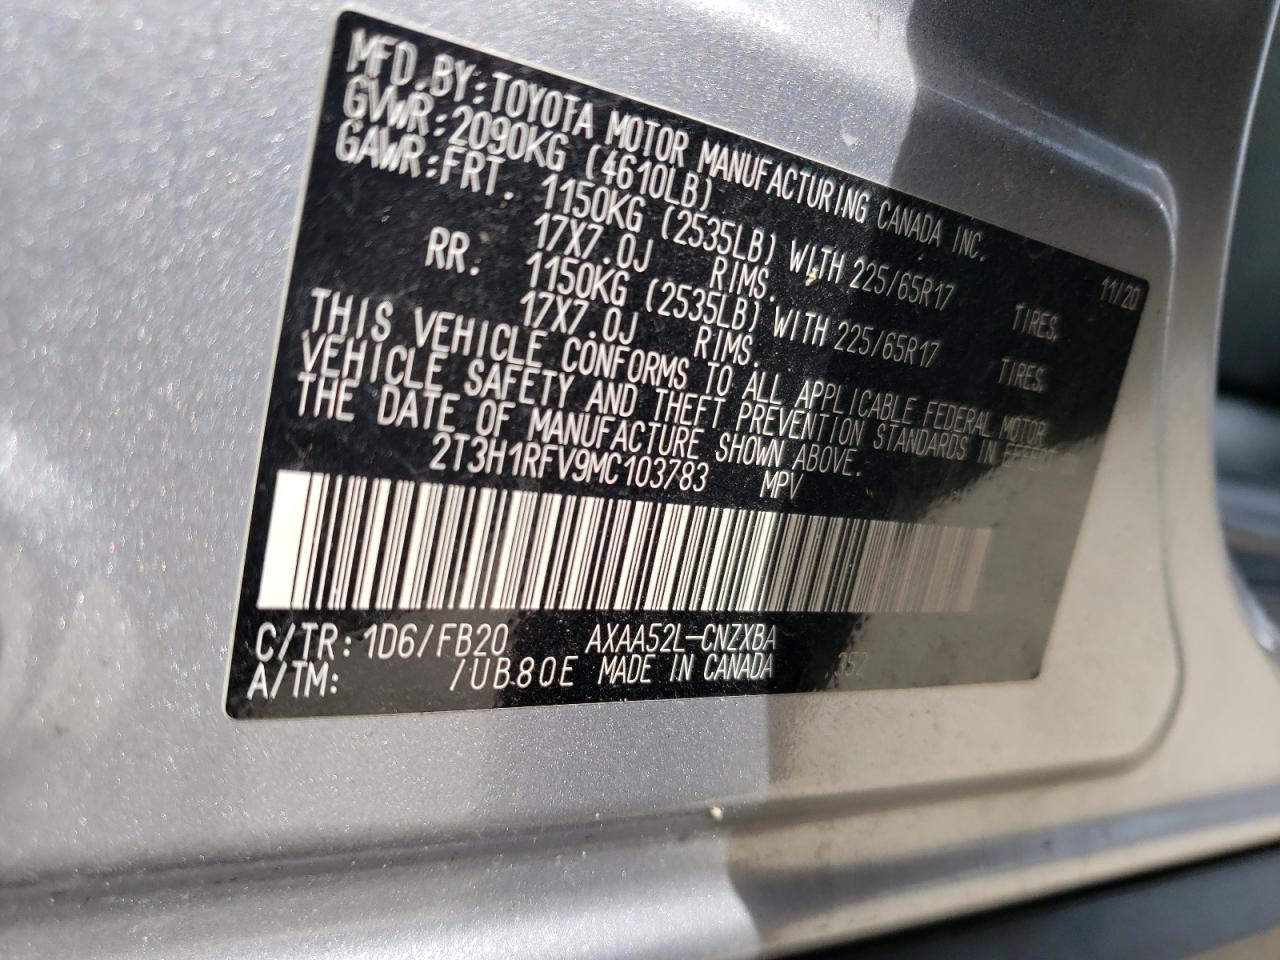 MFD.BY:TOYOTA MOTOR MANUFACTURING CANADA INC. 11/20
GVWR:2090KG (4610LB)
GAWR:FRT. 1150KG (2535LB) WITH 225/65R17 TIRES,
17X7.0J RIMS.
RR. 1150KG (2535LB) WITH 225/65R17 TIRES,
17X7.0J RIMS.
THIS VEHICLE CONFORMS TO ALL APPLICABLE FEDERAL MOTOR
VEHICLE SAFETY AND THEFT PREVENTION STANDARDS IN EFFECT ON
THE DATE OF MANUFACTURE SHOWN ABOVE.
2T3H1RFV9MC103783 MPV
C/TR:1D6/FB20 AXAA52L-CNZXBA
A/TM: /UB80E MADE IN CANADA 352